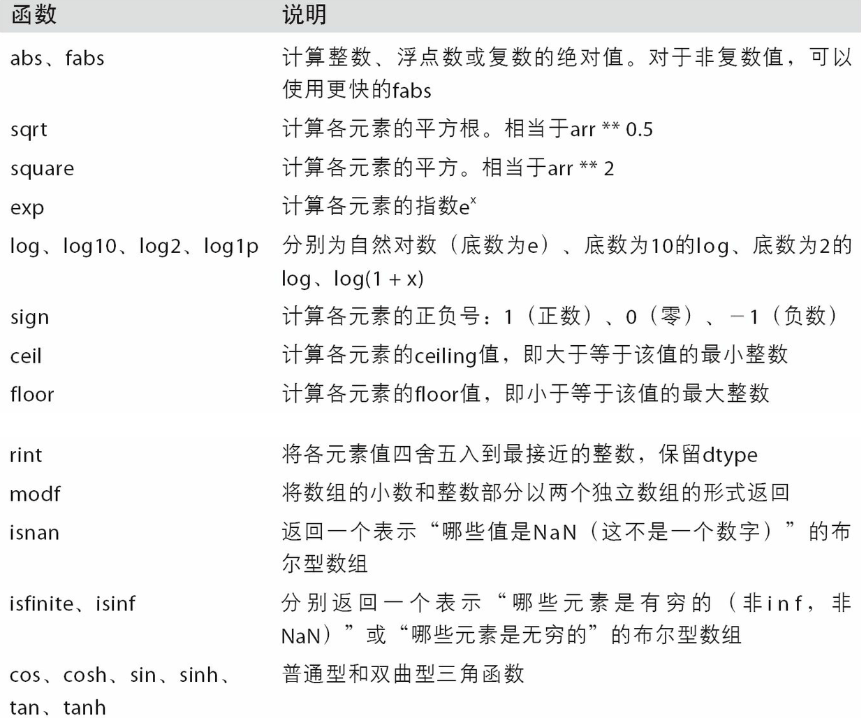 函数 说明
abs、fabs 计算整数、浮点数或复数的绝对值。对于非复数值，可以
使用更快的fabs
sqrt 计算各元素的平方根。相当于arr ** 0.5
square 计算各元素的平方。相当于arr ** 2
exp 计算各元素的指数eˣ
log、log10、log2、log1p 分别为自然对数（底数为e）、底数为10的log、底数为2的
log、log(1 + x)
sign 计算各元素的正负号：1（正数）、0（零）、－1（负数）
ceil 计算各元素的ceiling值，即大于等于该值的最小整数
floor 计算各元素的floor值，即小于等于该值的最大整数
rint 将各元素值四舍五入到最接近的整数，保留dtype
modf 将数组的小数和整数部分以两个独立数组的形式返回
isnan 返回一个表示“哪些值是NaN（这不是一个数字）”的布
尔型数组
isfinite、isinf 分别返回一个表示“哪些元素是有穷的（非inf，非
NaN）”或“哪些元素是无穷的”的布尔型数组
cos、cosh、sin、sinh、 普通型和双曲型三角函数
tan、tanh